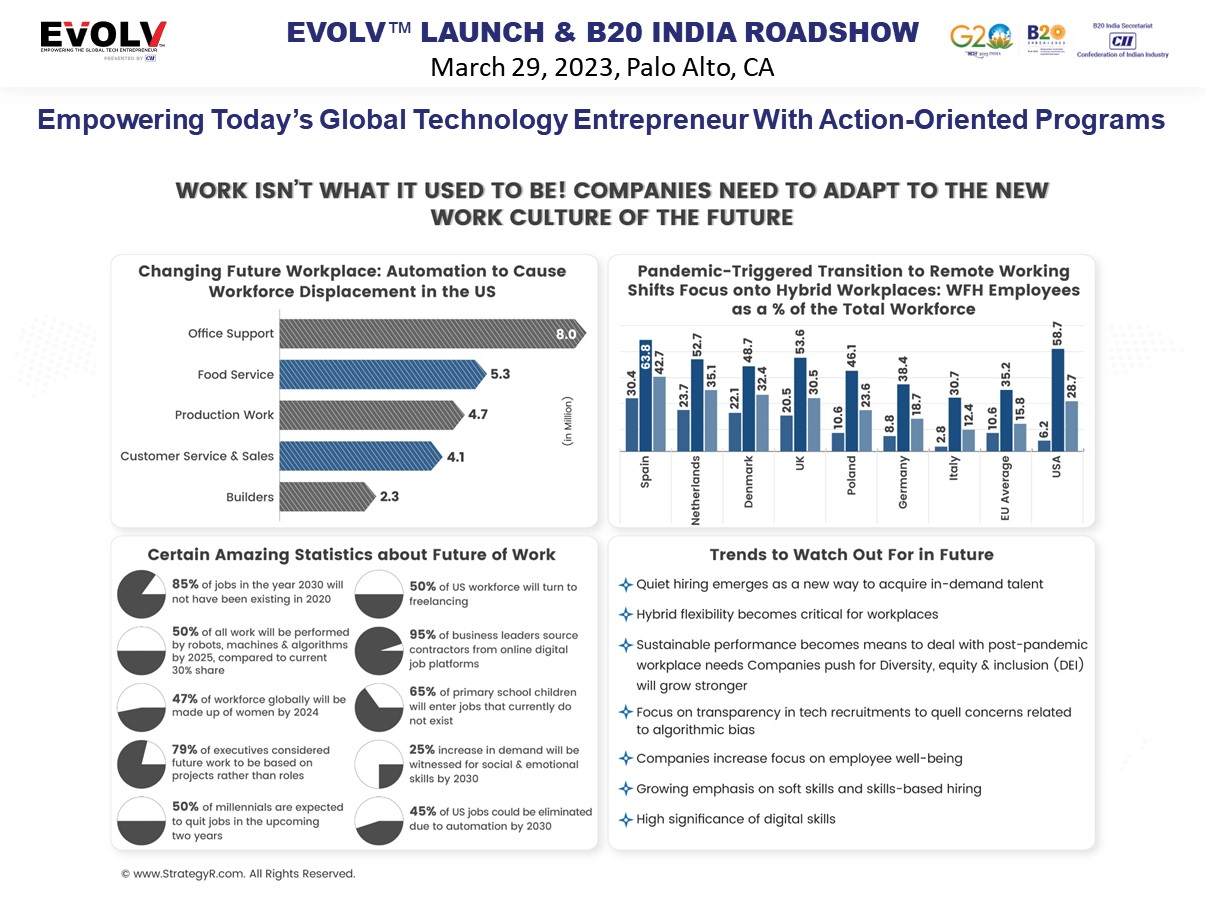 EVOLV™
EMPOWERING THE GLOBAL TECH ENTREPRENEUR
PRESENTED BY CII
EVOLV™ LAUNCH & B20 INDIA ROADSHOW
March 29, 2023, Palo Alto, CA
G20
B20
B20 India Secretariat
CII
Confederation of Indian Industry
Empowering Today’s Global Technology Entrepreneur With Action-Oriented Programs
WORK ISN’T WHAT IT USED TO BE! COMPANIES NEED TO ADAPT TO THE NEW
WORK CULTURE OF THE FUTURE
Changing Future Workplace: Automation to Cause
Workforce Displacement in the US
Office Support 8.0
Food Service 5.3
Production Work 4.7
Customer Service & Sales 4.1
Builders 2.3
(in Million)
Pandemic-Triggered Transition to Remote Working
Shifts Focus onto Hybrid Workplaces: WFH Employees
as a % of the Total Workforce
30.4 63.8 42.7
23.7 52.7 35.1
22.1 48.7 32.4
20.5 53.6 30.5
10.6 46.1 23.6
8.8 38.4 18.7
2.8 30.7 12.4
10.6 35.2 15.8
6.2 58.7 28.7
Spain
Netherlands
Denmark
UK
Poland
Germany
Italy
EU Average
USA
Certain Amazing Statistics about Future of Work
85% of jobs in the year 2030 will
not have been existing in 2020
50% of all work will be performed
by robots, machines & algorithms
by 2025, compared to current
30% share
47% of workforce globally will be
made up of women by 2024
79% of executives considered
future work to be based on
projects rather than roles
50% of millennials are expected
to quit jobs in the upcoming
two years
50% of US workforce will turn to
freelancing
95% of business leaders source
contractors from online digital
job platforms
65% of primary school children
will enter jobs that currently do
not exist
25% increase in demand will be
witnessed for social & emotional
skills by 2030
45% of US jobs could be eliminated
due to automation by 2030
Trends to Watch Out For in Future
Quiet hiring emerges as a new way to acquire in-demand talent
Hybrid flexibility becomes critical for workplaces
Sustainable performance becomes means to deal with post-pandemic
workplace needs Companies push for Diversity, equity & inclusion (DEI)
will grow stronger
Focus on transparency in tech recruitments to quell concerns related
to algorithmic bias
Companies increase focus on employee well-being
Growing emphasis on soft skills and skills-based hiring
High significance of digital skills
© www.StrategyR.com. All Rights Reserved.